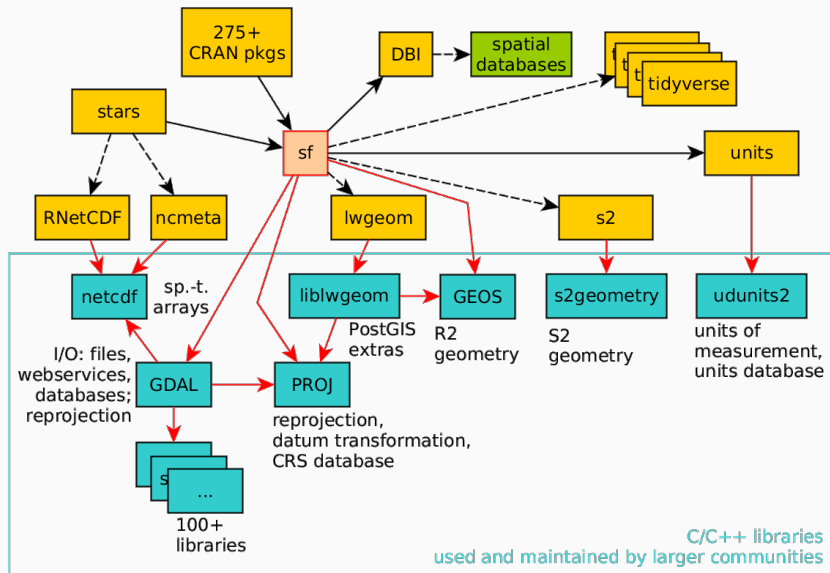 275+
CRAN pkgs
DBI
spatial
databases
tidyverse
stars
sf
units
RNetCDF
ncmeta
lwgeom
s2
netcdf
sp.-t.
arrays
liblwgeom
GEOS
s2geometry
udunits2
PostGIS
extras
R2
geometry
S2
geometry
units of
measurement,
units database
I/O: files,
webservices,
databases;
reprojection
GDAL
PROJ
reprojection,
datum transformation,
CRS database
...
100+
libraries
C/C++ libraries
used and maintained by larger communities